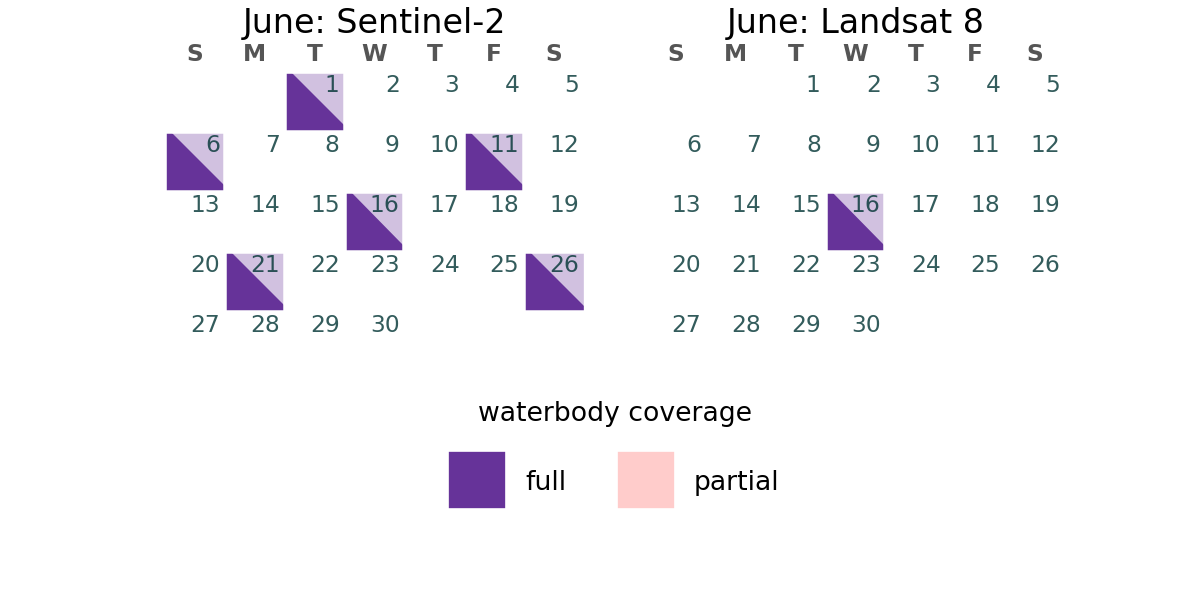 June: Sentinel-2
S M T W T F S
1 2 3 4 5
6 7 8 9 10 11 12
13 14 15 16 17 18 19
20 21 22 23 24 25 26
27 28 29 30
June: Landsat 8
S M T W T F S
1 2 3 4 5
6 7 8 9 10 11 12
13 14 15 16 17 18 19
20 21 22 23 24 25 26
27 28 29 30
waterbody coverage
full
partial